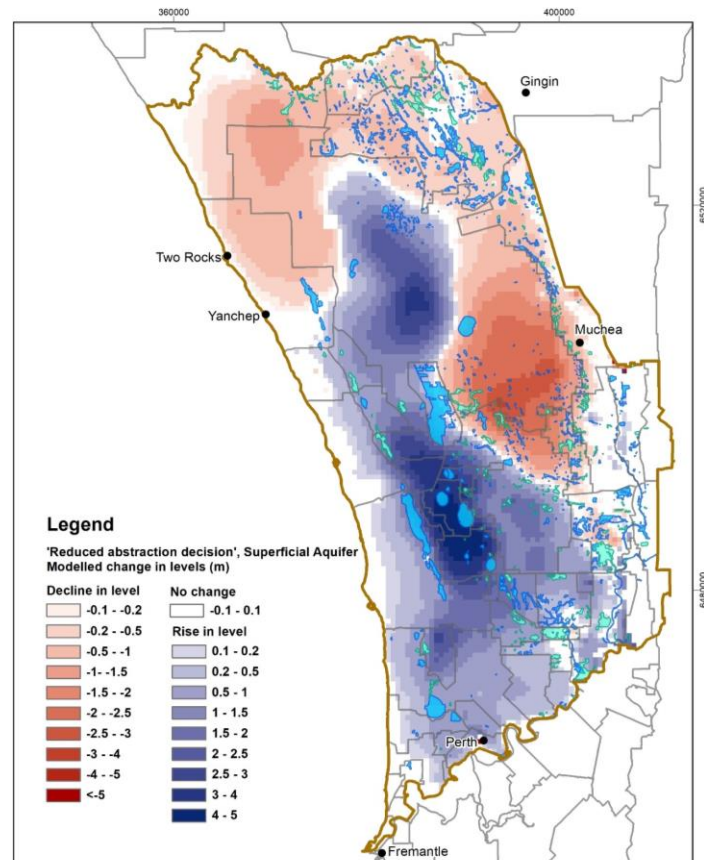 360000
400000
Gingin
6520000
Two Rocks
Yanchep
Muchea
Legend
'Reduced abstraction decision', Superficial Aquifer
Modelled change in levels (m)
Decline in level
-0.1 - -0.2
-0.2 - -0.5
-0.5 - -1
-1- -1.5
-1.5 - -2
-2 - -2.5
-2.5 - -3
-3 - -4
-4 - -5
<-5
No change
-0.1 - 0.1
Rise in level
0.1 - 0.2
0.2 - 0.5
0.5 - 1
1 - 1.5
1.5 - 2
2 - 2.5
2.5 - 3
3 - 4
4 - 5
6480000
Perth
Fremantle